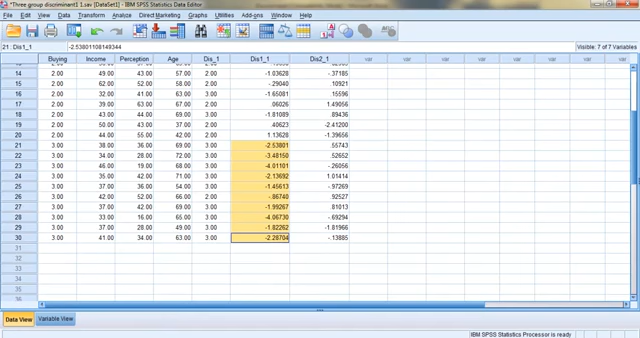 *Three group discriminant1 1.sav [DataSet1] - IBM SPSS Statistics Data Editor
File Edit View Data Transform Analyze Direct Marketing Graphs Utilities Add-ons Window Help
21 : Dis1_1 -2.53801108149344 Visible: 7 of 7 Variables
Buying Income Perception Age Dis_1 Dis1_1 Dis2_1 var var var var var var var
14 2.00 49.00 43.00 57.00 2.00 -1.03628 -.37185
15 2.00 62.00 52.00 58.00 2.00 -.29040 .10921
16 2.00 32.00 41.00 63.00 2.00 -1.65081 .15596
17 2.00 39.00 63.00 67.00 2.00 .06026 1.49056
18 2.00 43.00 44.00 69.00 3.00 -1.81089 .89436
19 2.00 50.00 43.00 37.00 2.00 .40623 -2.41200
20 2.00 44.00 55.00 42.00 2.00 1.13628 -1.39656
21 3.00 38.00 36.00 69.00 3.00 -2.53801 .55743
22 3.00 34.00 28.00 72.00 3.00 -3.48150 .52652
23 3.00 46.00 19.00 68.00 3.00 -4.01101 -.26056
24 3.00 35.00 42.00 71.00 3.00 -2.13692 1.01414
25 3.00 37.00 36.00 54.00 3.00 -1.45613 -.97269
26 3.00 42.00 52.00 66.00 2.00 -.86740 .92527
27 3.00 37.00 42.00 69.00 3.00 -1.99267 .81013
28 3.00 33.00 16.00 65.00 3.00 -4.06730 -.69294
29 3.00 37.00 28.00 49.00 3.00 -1.82262 -1.81966
30 3.00 41.00 34.00 63.00 3.00 -2.28704 -.13885
31
32
33
34
35
Data View Variable View
IBM SPSS Statistics Processor is ready